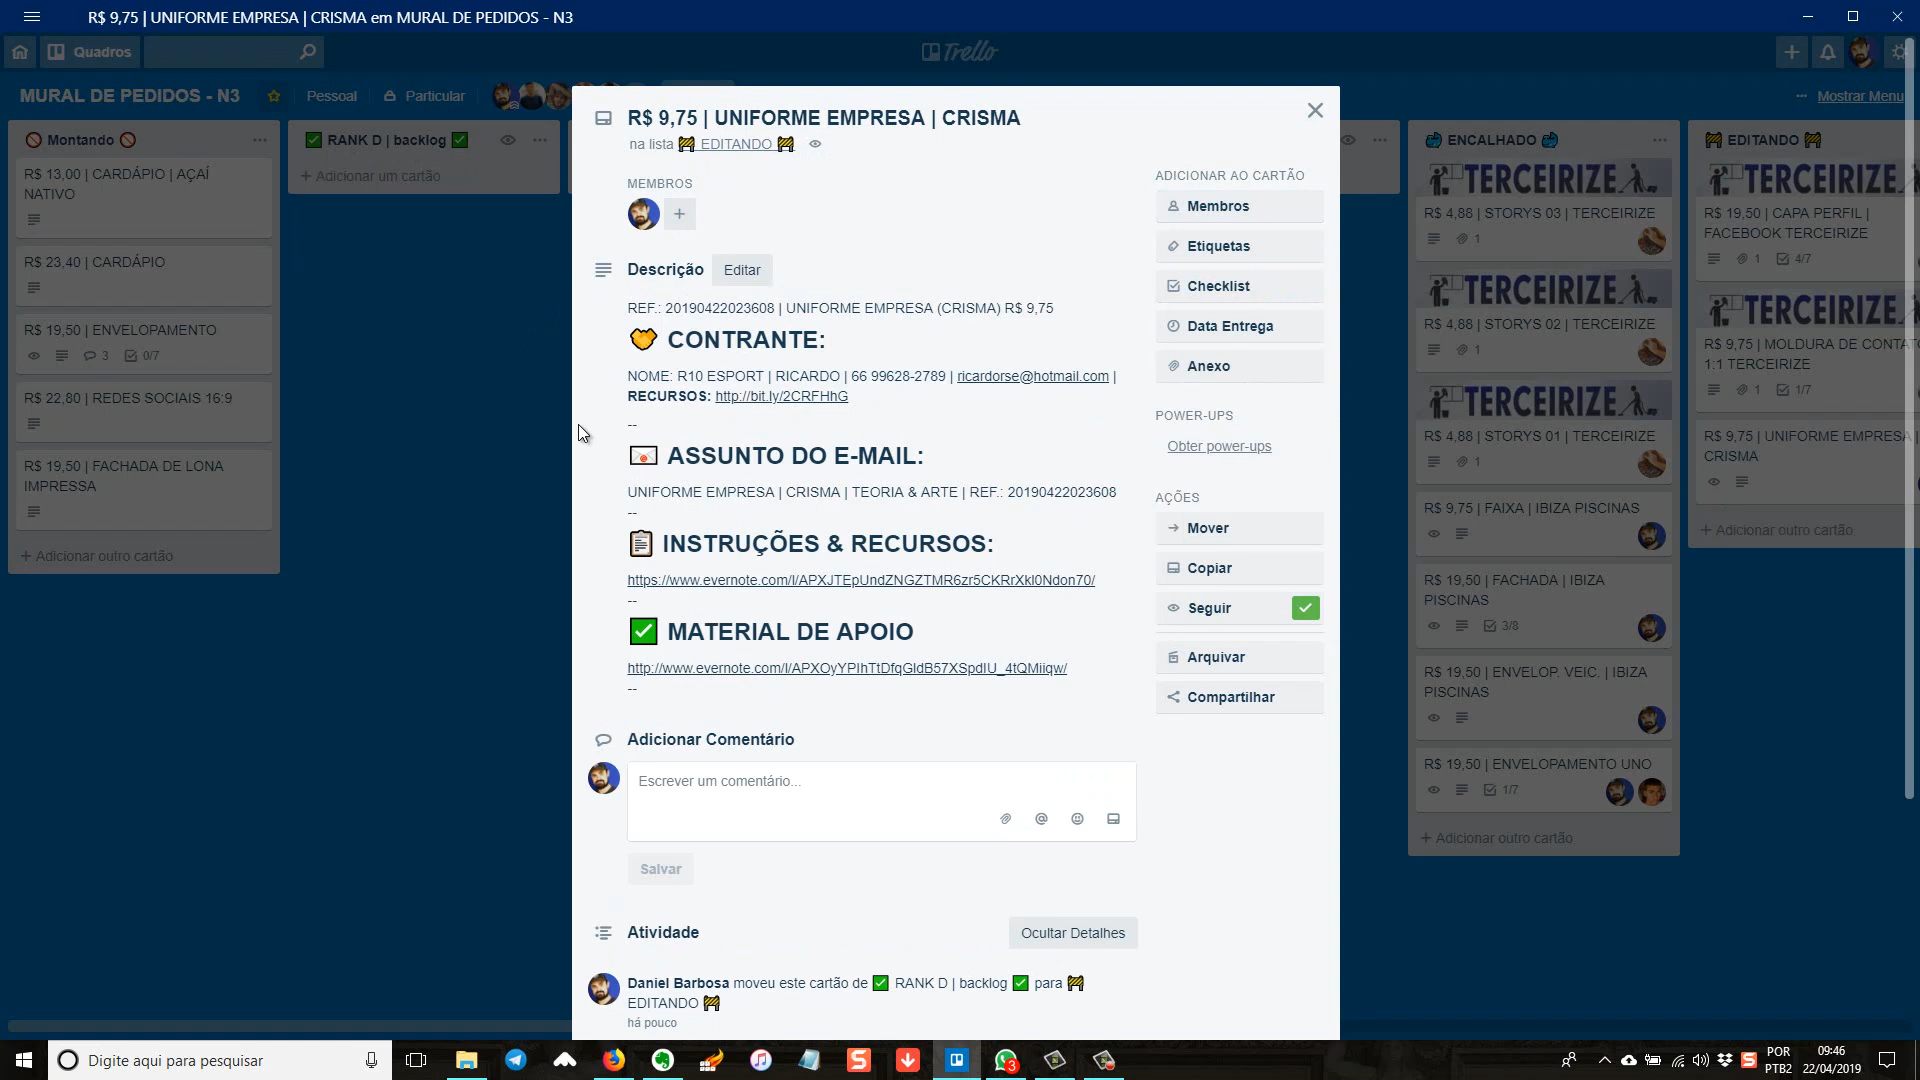 R$ 9,75 | UNIFORME EMPRESA | CRISMA em MURAL DE PEDIDOS - N3
Quadros
Trello
MURAL DE PEDIDOS - N3
Pessoal
Particular
Mostrar Menu
Montando
R$ 13,00 | CARDÁPIO | AÇAÍ
NATIVO
R$ 23,40 | CARDÁPIO
R$ 19,50 | ENVELOPAMENTO
3
0/7
R$ 22,80 | REDES SOCIAIS 16:9
R$ 19,50 | FACHADA DE LONA
IMPRESSA
+ Adicionar outro cartão
RANK D | backlog
+ Adicionar um cartão
R$ 9,75 | UNIFORME EMPRESA | CRISMA
na lista EDITANDO
MEMBROS
Descrição
Editar
REF.: 20190422023608 | UNIFORME EMPRESA (CRISMA) R$ 9,75
CONTRANTE:
NOME: R10 ESPORT | RICARDO | 66 99628-2789 | ricardorse@hotmail.com |
RECURSOS: http://bit.ly/2CRFHhG
--
ASSUNTO DO E-MAIL:
UNIFORME EMPRESA | CRISMA | TEORIA & ARTE | REF.: 20190422023608
--
INSTRUÇÕES & RECURSOS:
https://www.evernote.com/l/APXJTEpUndZNGZTMR6zr5CKRrXkl0Ndon70/
--
MATERIAL DE APOIO
http://www.evernote.com/l/APXOyYPIhTtDfqGldB57XSpdIU_4tQMiiqw/
--
Adicionar Comentário
Escrever um comentário...
Salvar
Atividade
Ocultar Detalhes
Daniel Barbosa moveu este cartão de RANK D | backlog para
EDITANDO
há pouco
ADICIONAR AO CARTÃO
Membros
Etiquetas
Checklist
Data Entrega
Anexo
POWER-UPS
Obter power-ups
AÇÕES
Mover
Copiar
Seguir
Arquivar
Compartilhar
ENCALHADO
TERCEIRIZE
R$ 4,88 | STORYS 03 | TERCEIRIZE
1
TERCEIRIZE
R$ 4,88 | STORYS 02 | TERCEIRIZE
1
TERCEIRIZE
R$ 4,88 | STORYS 01 | TERCEIRIZE
1
R$ 9,75 | FAIXA | IBIZA PISCINAS
R$ 19,50 | FACHADA | IBIZA
PISCINAS
3/8
R$ 19,50 | ENVELOP. VEIC. | IBIZA
PISCINAS
R$ 19,50 | ENVELOPAMENTO UNO
1/7
+ Adicionar outro cartão
EDITANDO
TERCEIRIZE
R$ 19,50 | CAPA PERFIL |
FACEBOOK TERCEIRIZE
1
4/7
TERCEIRIZE
R$ 9,75 | MOLDURA DE CONTAT
1:1 TERCEIRIZE
1
1/7
R$ 9,75 | UNIFORME EMPRESA |
CRISMA
+ Adicionar outro cartão
Digite aqui para pesquisar
3
POR
PTB2
09:46
22/04/2019